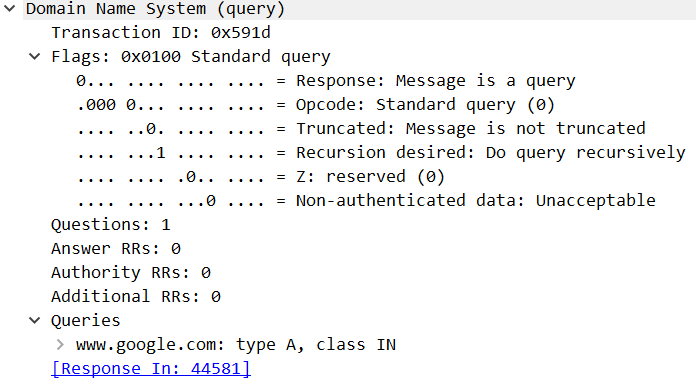 Domain Name System (query)
Transaction ID: 0x591d
Flags: 0x0100 Standard query
0... .... .... .... = Response: Message is a query
.000 0... .... .... = Opcode: Standard query (0)
.... ..0. .... .... = Truncated: Message is not truncated
.... ...1 .... .... = Recursion desired: Do query recursively
.... .... .0.. .... = Z: reserved (0)
.... .... ...0 .... = Non-authenticated data: Unacceptable
Questions: 1
Answer RRs: 0
Authority RRs: 0
Additional RRs: 0
Queries
www.google.com: type A, class IN
[Response In: 44581]